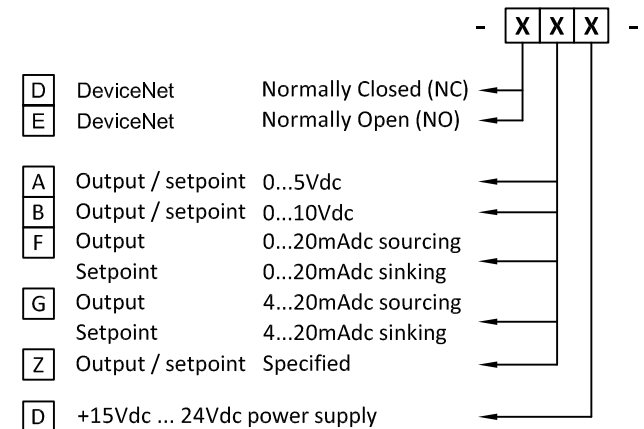 - X X X -
D DeviceNet Normally Closed (NC)
E DeviceNet Normally Open (NO)
A Output / setpoint 0...5Vdc
B Output / setpoint 0...10Vdc
F Output 0...20mAdc sourcing
Setpoint 0...20mAdc sinking
G Output 4...20mAdc sourcing
Setpoint 4...20mAdc sinking
Z Output / setpoint Specified
D +15Vdc ... 24Vdc power supply